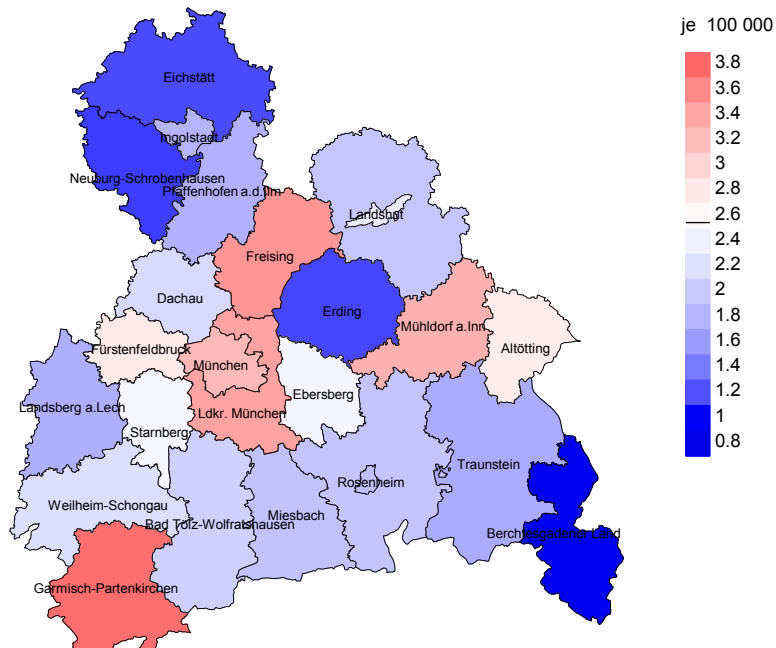 je 100 000
3.8
3.6
3.4
3.2
3
2.8
2.6
2.4
2.2
2
1.8
1.6
1.4
1.2
1
0.8
Eichstätt
Ingolstadt
Neuburg-Schrobenhausen
Pfaffenhofen a.d.Ilm
Landshut
Freising
Dachau
Erding
Mühldorf a.Inn
Fürstenfeldbruck
Altötting
München
Ebersberg
Landsberg a.Lech
Ldkr. München
Starnberg
Traunstein
Rosenheim
Weilheim-Schongau
Miesbach
Bad Tölz-Wolfratshausen
Berchtesgadener Land
Garmisch-Partenkirchen